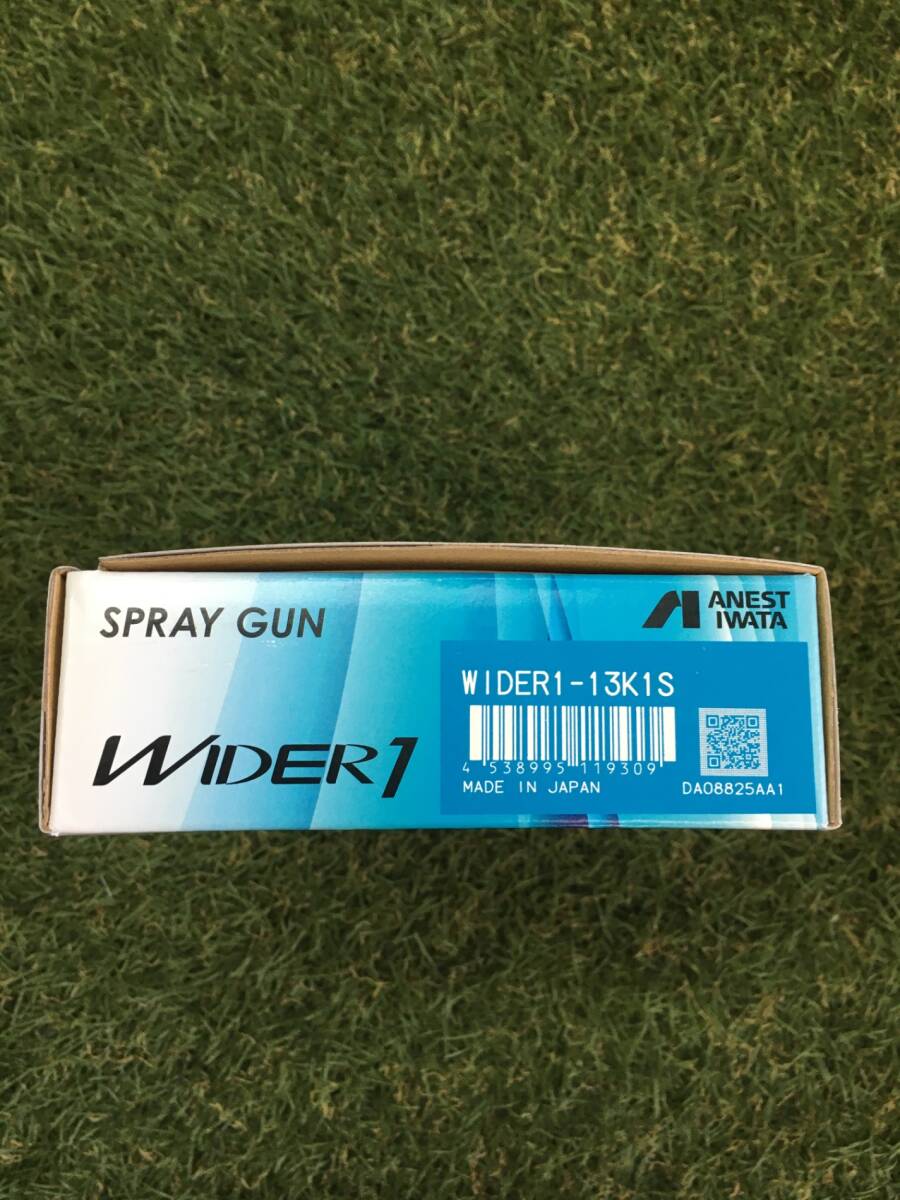 SPRAY GUN
ANEST
IWATA
WIDER1
WIDER1-13K1S
4 538995 119309
MADE IN JAPAN
DA08825AA1